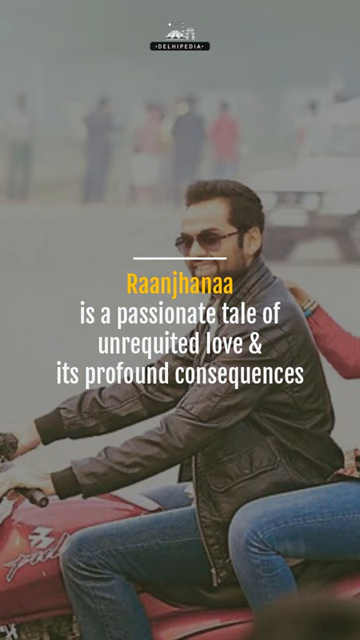 •DELHIPEDIA•
Raanjhanaa
is a passionate tale of
unrequited love &
its profound consequences